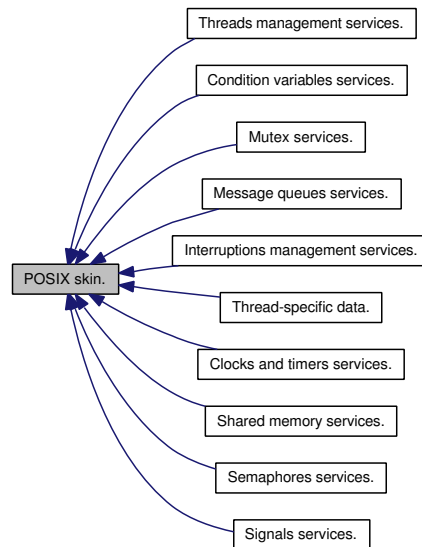 Threads management services.
Condition variables services.
Mutex services.
Message queues services.
Interruptions management services.
POSIX skin.
Thread-specific data.
Clocks and timers services.
Shared memory services.
Semaphores services.
Signals services.